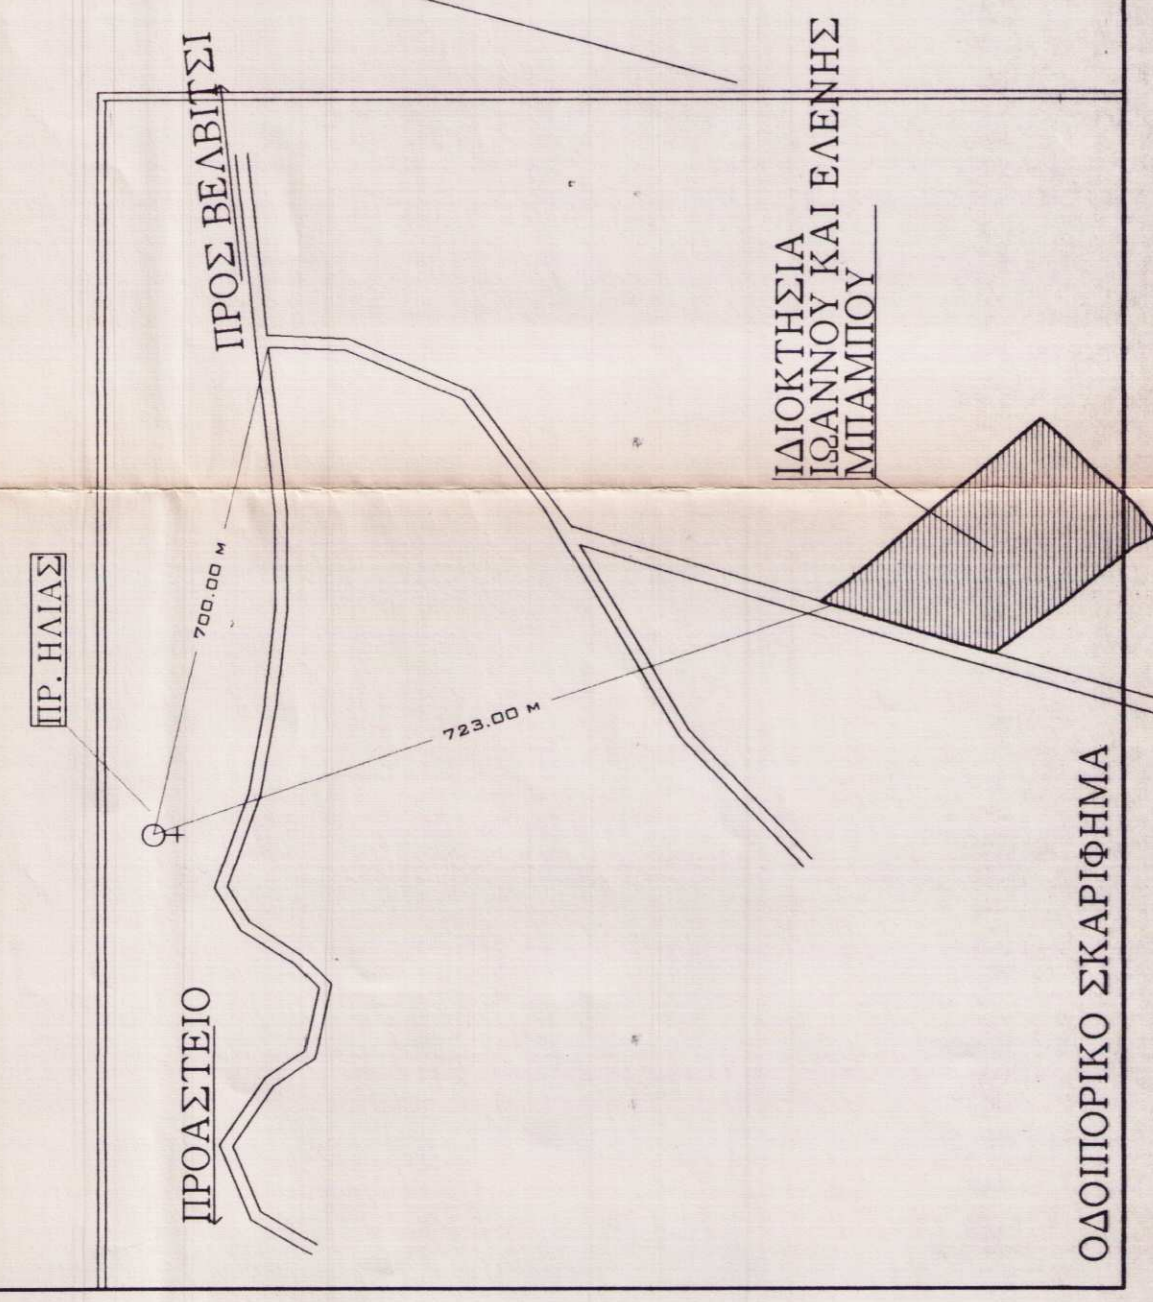 ΠΡ. ΗΛΙΑΣ
ΠΡΟΑΣΤΕΙΟ
ΠΡΟΣ ΒΕΛΒΙΤΣΙ
700.00 Μ
723.00 Μ
ΙΔΙΟΚΤΗΣΙΑ
ΙΩΑΝΝΟΥ ΚΑΙ ΕΛΕΝΗΣ
ΜΠΑΜΠΟΥ
ΟΔΟΙΠΟΡΙΚΟ ΣΚΑΡΙΦΗΜΑ